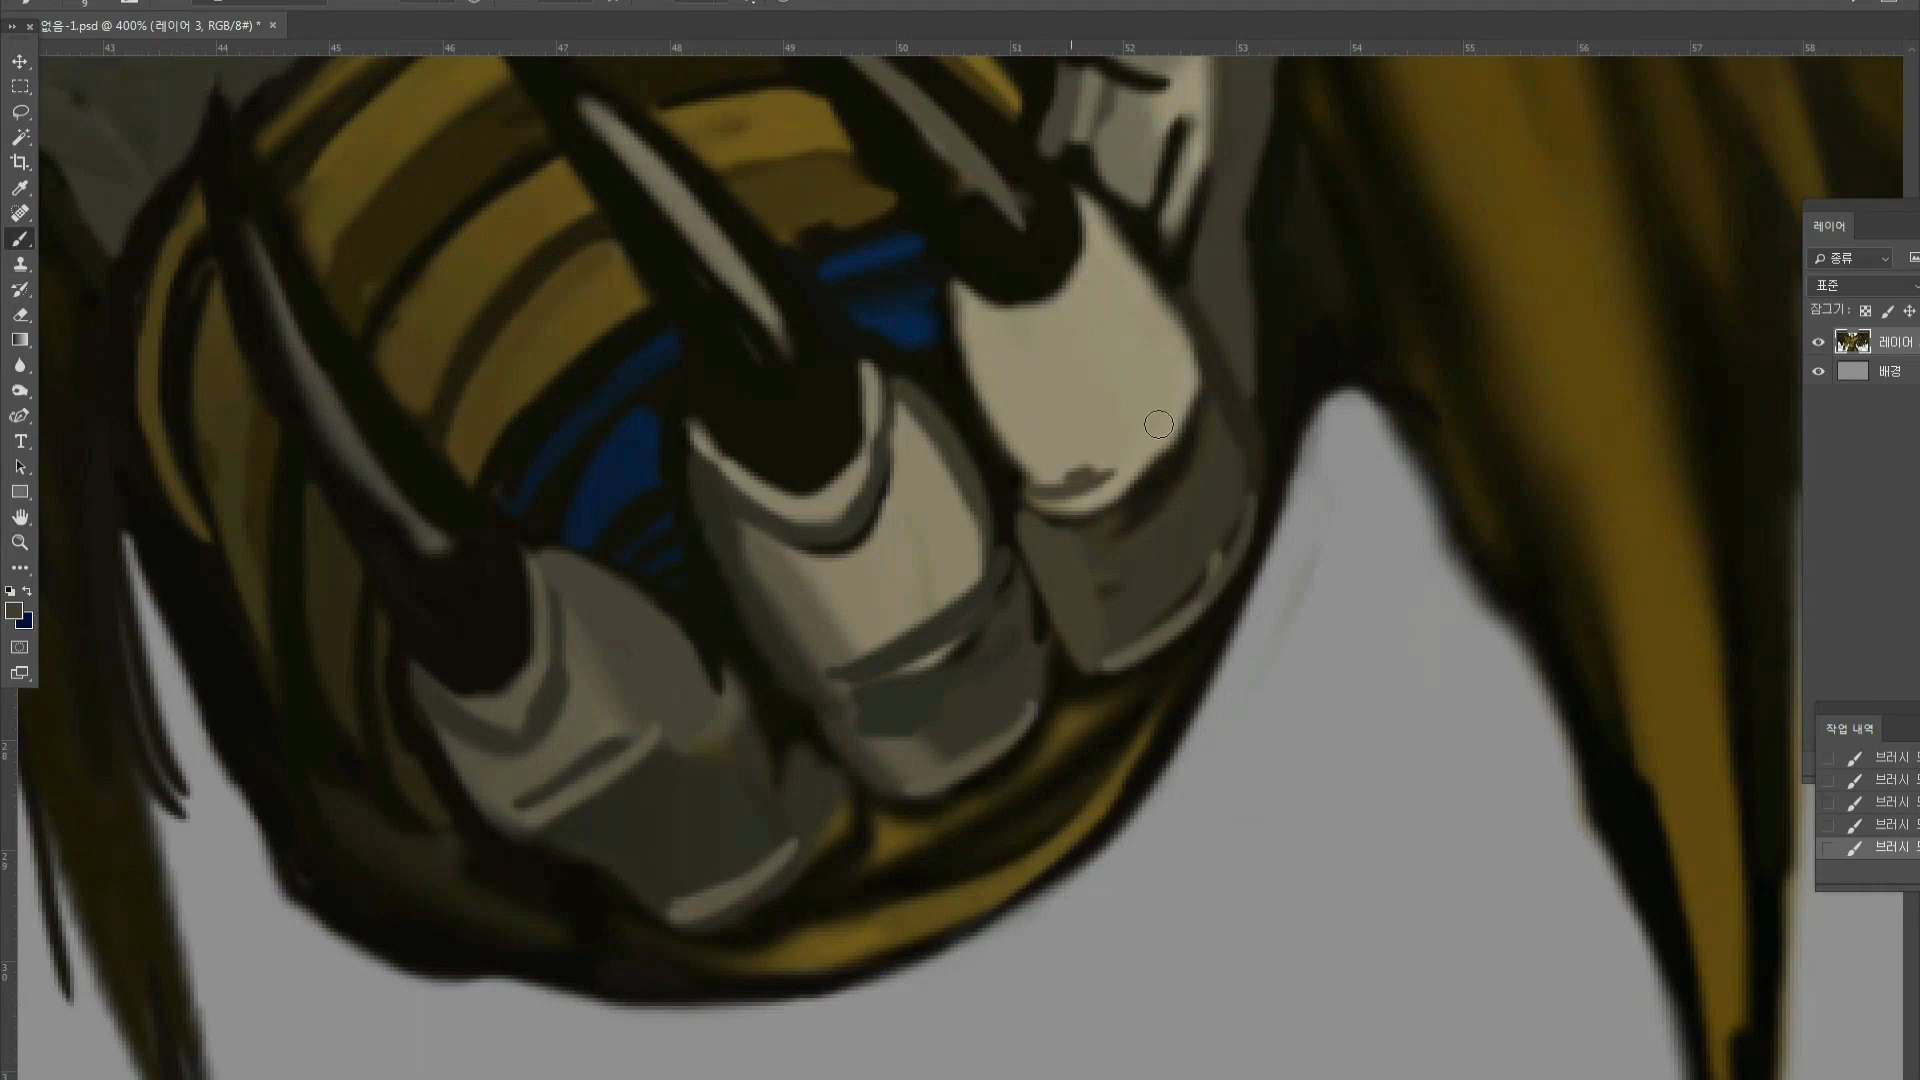 없음-1.psd @ 400% (레이어 3, RGB/8#) *
43 44 45 46 47 48 49 50 51 52 53 54 55 56 57 58
레이어
종류
표준
잠그기:
레이어
배경
작업 내역
브러시
브러시
브러시
브러시
브러시
28
29
30